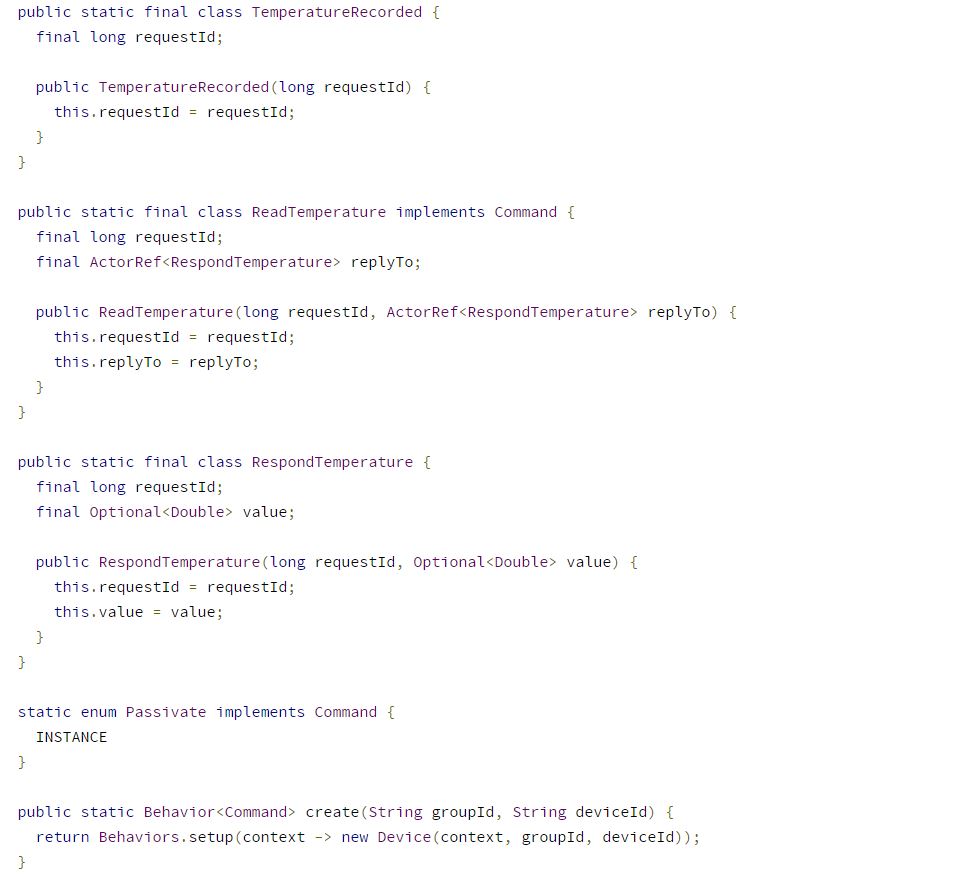 public static final class TemperatureRecorded {
  final long requestId;

  public TemperatureRecorded(long requestId) {
    this.requestId = requestId;
  }
}

public static final class ReadTemperature implements Command {
  final long requestId;
  final ActorRef<RespondTemperature> replyTo;

  public ReadTemperature(long requestId, ActorRef<RespondTemperature> replyTo) {
    this.requestId = requestId;
    this.replyTo = replyTo;
  }
}

public static final class RespondTemperature {
  final long requestId;
  final Optional<Double> value;

  public RespondTemperature(long requestId, Optional<Double> value) {
    this.requestId = requestId;
    this.value = value;
  }
}

static enum Passivate implements Command {
  INSTANCE
}

public static Behavior<Command> create(String groupId, String deviceId) {
  return Behaviors.setup(context -> new Device(context, groupId, deviceId));
}